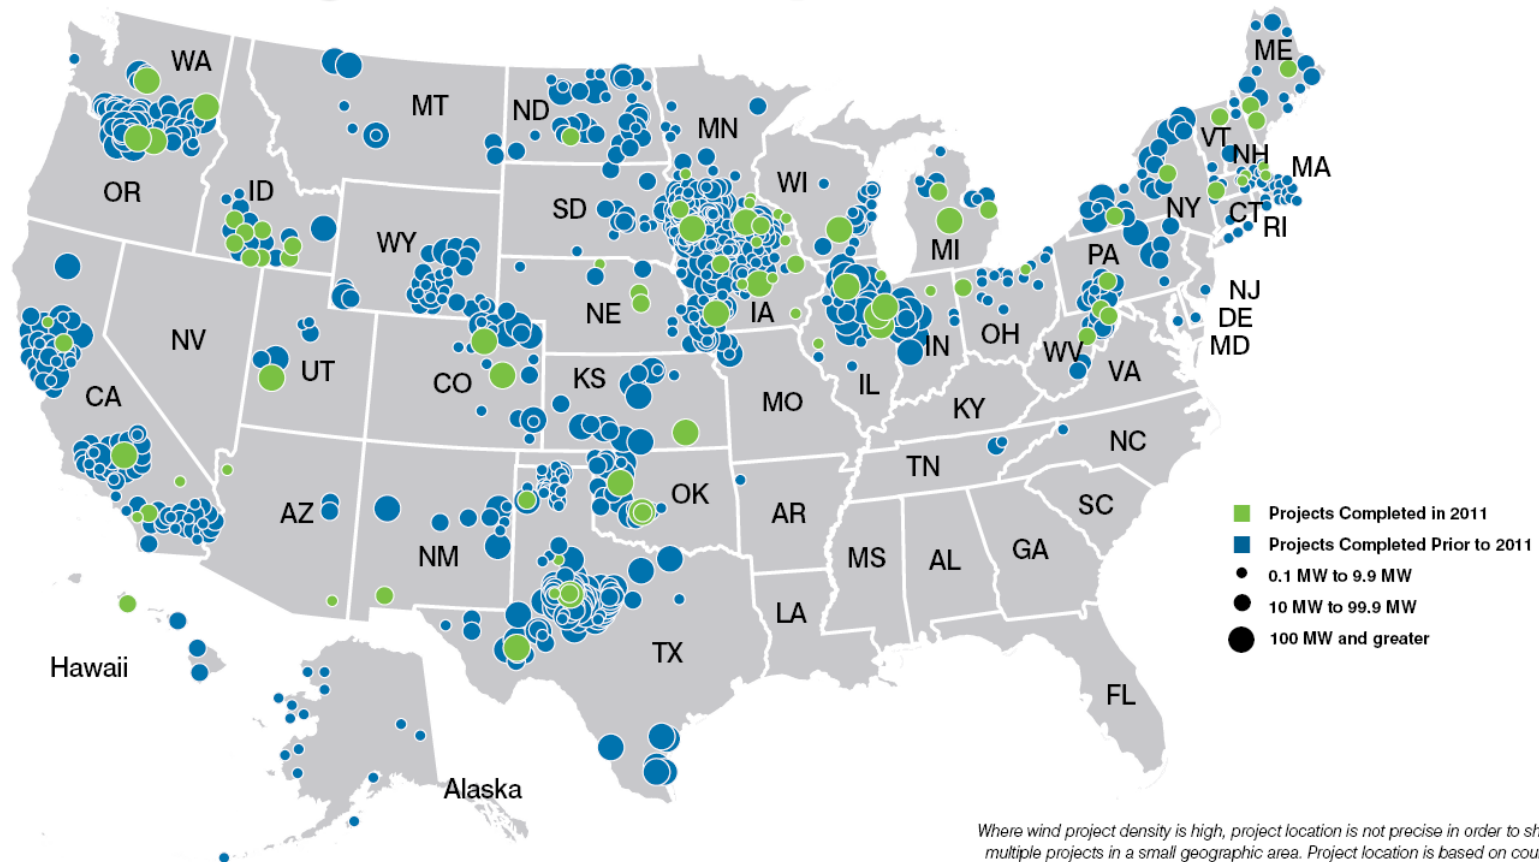 WA
ME
MT
ND
MN
VT
NH
MA
OR
ID
WI
SD
NY
CT
RI
WY
MI
PA
NJ
NE
IA
DE
NV
OH
IN
MD
UT
WV
CO
KS
IL
VA
CA
MO
KY
NC
TN
OK
AZ
AR
SC
NM
MS
AL
GA
LA
TX
Hawaii
FL
Alaska
Projects Completed in 2011
Projects Completed Prior to 2011
0.1 MW to 9.9 MW
10 MW to 99.9 MW
100 MW and greater
Where wind project density is high, project location is not precise in order to sh
multiple projects in a small geographic area. Project location is based on cou